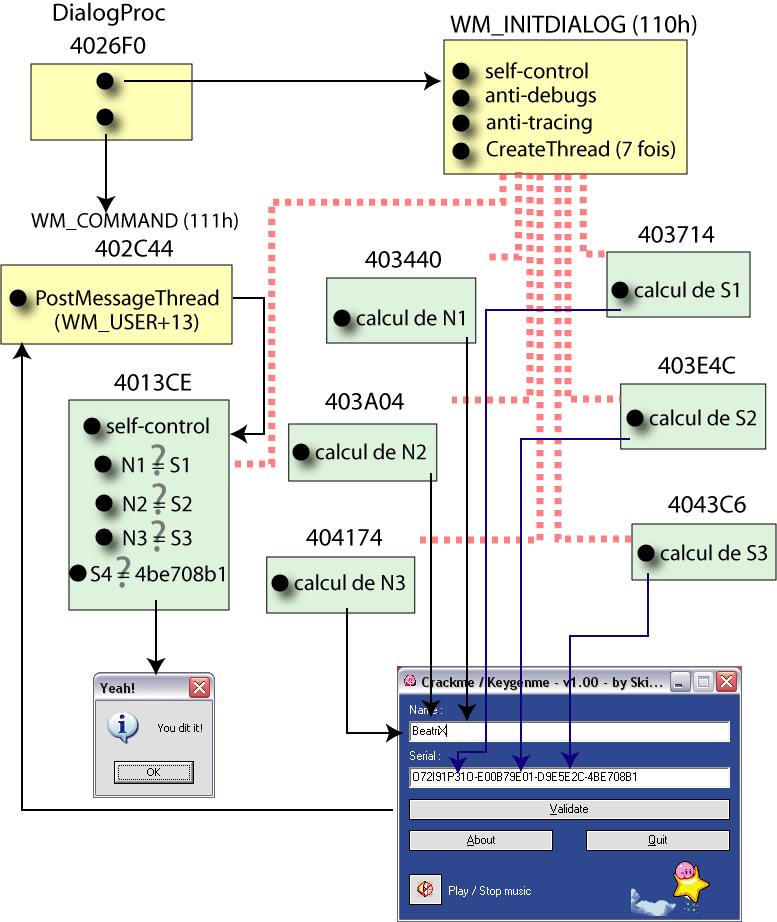 DialogProc
4026F0
WM_INITDIALOG (110h)
self-control
anti-debugs
anti-tracing
CreateThread (7 fois)
WM_COMMAND (111h)
402C44
PostMessageThread
(WM_USER+13)
403440
calcul de N1
403714
calcul de S1
4013CE
self-control
N1 = S1
?
N2 = S2
?
N3 = S3
?
S4 = 4be708b1
?
403A04
calcul de N2
403E4C
calcul de S2
404174
calcul de N3
4043C6
calcul de S3
Yeah!
You dit it!
OK
Crackme / Keygenme - v1.00 - by Ski...
Name :
BeatriX
Serial :
O72I91P31O-E00B79E01-D9E5E2C-4BE708B1
Validate
About
Quit
Play / Stop music